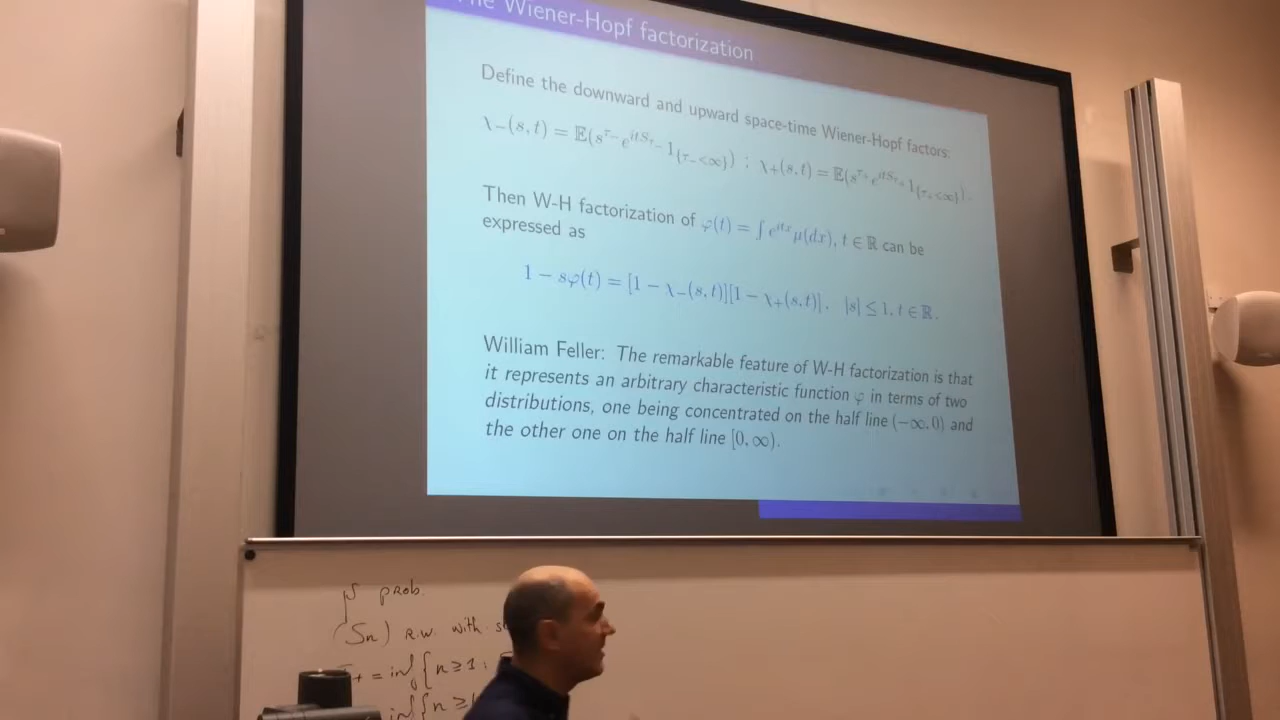 The Wiener-Hopf factorization
Define the downward and upward space-time Wiener-Hopf factors:
χ₋(s, t) = 𝔼(s^{τ₋} e^{itS_{τ₋}} 1_{{τ₋<∞}}) : χ₊(s, t) = 𝔼(s^{τ₊} e^{itS_{τ₊}} 1_{{τ₊<∞}}).
Then W-H factorization of φ(t) = ∫ e^{itx} μ(dx), t ∈ ℝ can be
expressed as
1 − sφ(t) = [1 − χ₋(s, t)][1 − χ₊(s, t)], |s| ≤ 1, t ∈ ℝ.
William Feller: The remarkable feature of W-H factorization is that
it represents an arbitrary characteristic function φ in terms of two
distributions, one being concentrated on the half line (−∞, 0) and
the other one on the half line [0, ∞).
μ prob.
(Sn) R.W. with
+ = inf{n≥1:
inf{n≥